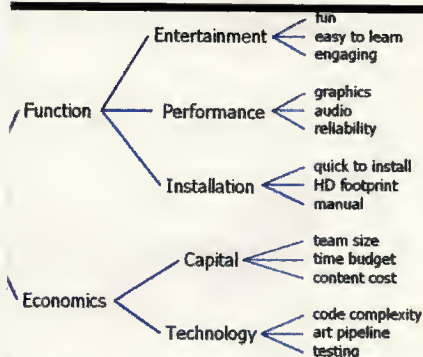 Function
Entertainment
fun
easy to learn
engaging
Performance
graphics
audio
reliability
Installation
quick to install
HD footprint
manual
Economics
Capital
team size
time budget
content cost
Technology
code complexity
art pipeline
testing